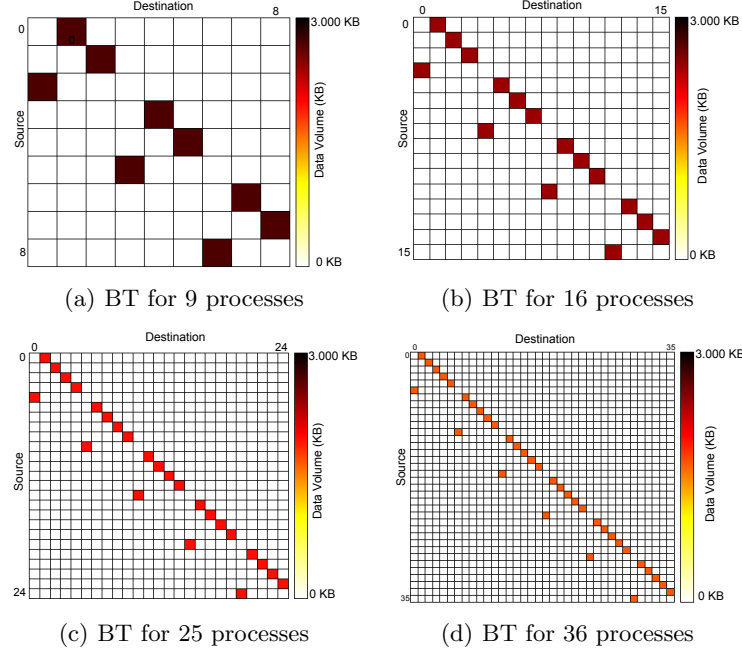 Destination
0
8
0
3.000 KB
Source
Data Volume (KB)
8
0 KB
(a) BT for 9 processes
Destination
0
15
0
3.000 KB
Source
Data Volume (KB)
15
0 KB
(b) BT for 16 processes
Destination
0
24
0
3.000 KB
Source
Data Volume (KB)
24
0 KB
(c) BT for 25 processes
Destination
0
35
0
3.000 KB
Source
Data Volume (KB)
35
0 KB
(d) BT for 36 processes